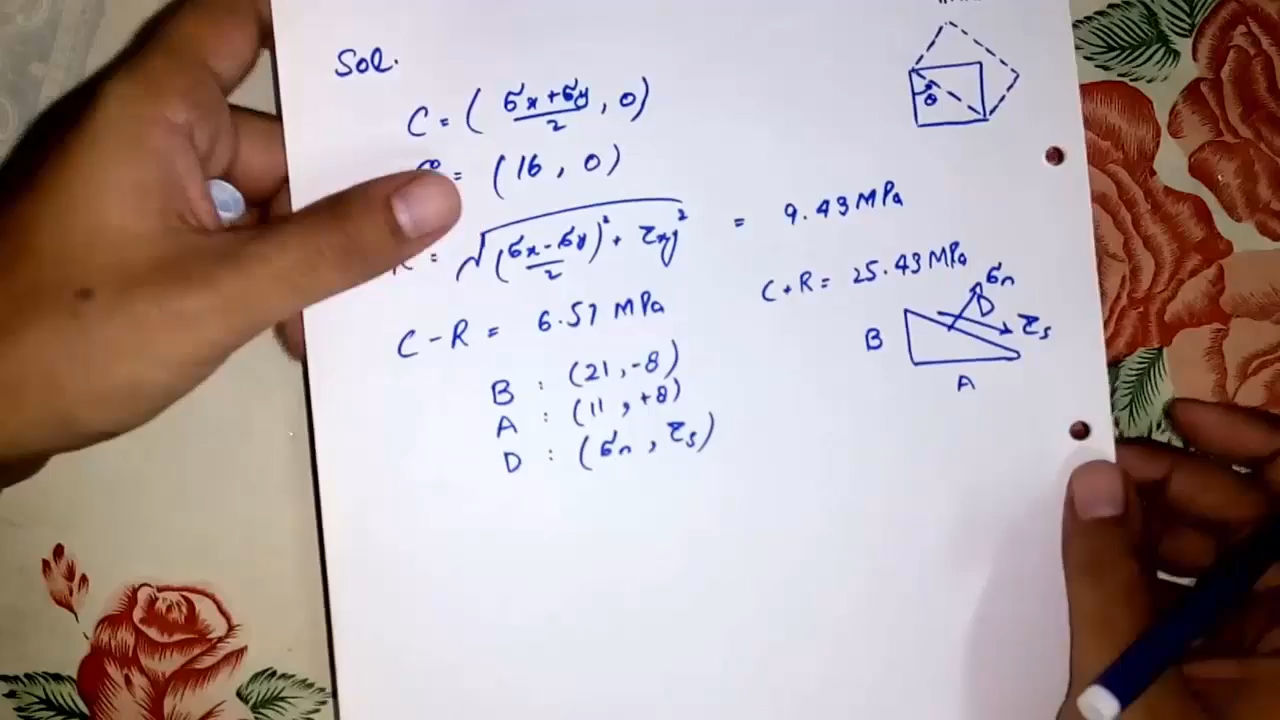 Sol.
C = ( (σx+σy)/2 , 0)
= (16 , 0)
R = √( ((σx-σy)/2)² + τxy² ) = 9.43 MPa
C - R = 6.57 MPa
C + R = 25.43 MPa
B : (21 , -8)
A : (11 , +8)
D : (σn , τs)
θ
σn
D
τs
B
A